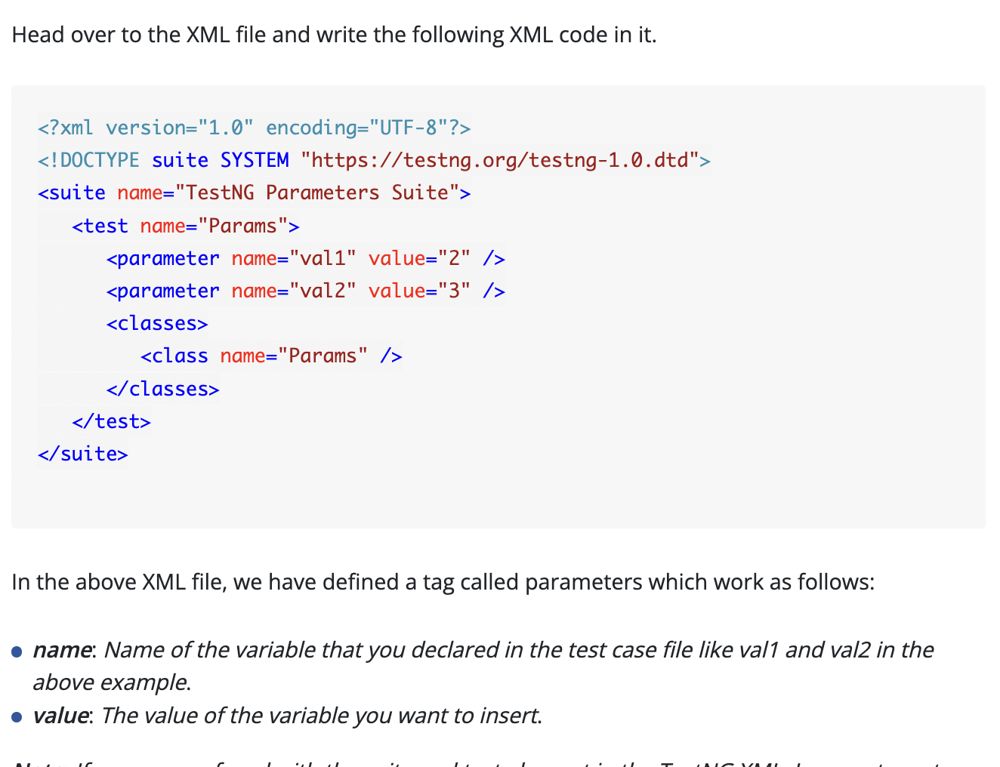 Head over to the XML file and write the following XML code in it.
<?xml version="1.0" encoding="UTF-8"?>
<!DOCTYPE suite SYSTEM "https://testng.org/testng-1.0.dtd">
<suite name="TestNG Parameters Suite">
   <test name="Params">
      <parameter name="val1" value="2" />
      <parameter name="val2" value="3" />
      <classes>
         <class name="Params" />
      </classes>
   </test>
</suite>
In the above XML file, we have defined a tag called parameters which work as follows:
name: Name of the variable that you declared in the test case file like val1 and val2 in the
above example.
value: The value of the variable you want to insert.